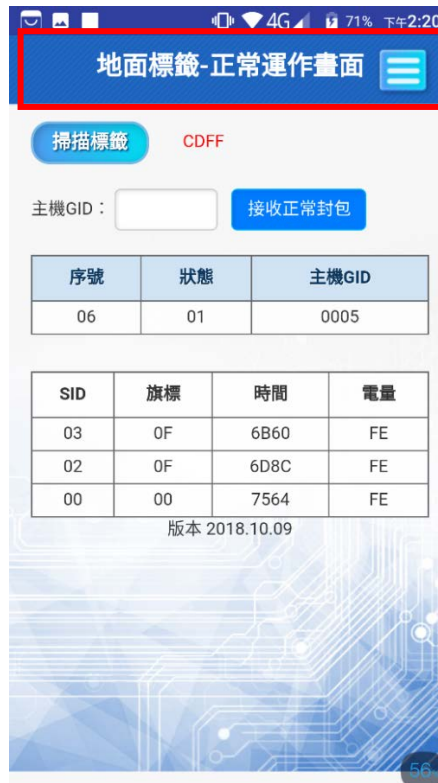 4G 71% 下午2:20
地面標籤-正常運作畫面
掃描標籤 CDFF
主機GID： 接收正常封包
序號 狀態 主機GID
06 01 0005
SID 旗標 時間 電量
03 0F 6B60 FE
02 0F 6D8C FE
00 00 7564 FE
版本 2018.10.09
56